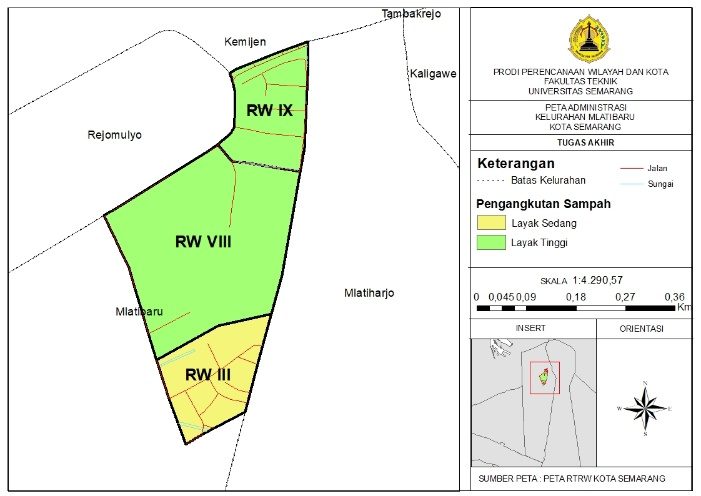 Tambakrejo
Kemijen
Kaligawe
RW IX
Rejomulyo
RW VIII
Mlatiharjo
Mlatibaru
RW III
PRODI PERENCANAAN WILAYAH DAN KOTA
FAKULTAS TEKNIK
UNIVERSITAS SEMARANG
PETA ADMINISTRASI
KELURAHAN MLATIBARU
KOTA SEMARANG
TUGAS AKHIR
Keterangan
Batas Kelurahan
Jalan
Sungai
Pengangkutan Sampah
Layak Sedang
Layak Tinggi
SKALA 1:4.290,57
0 0,045 0,09 0,18 0,27 0,36
Km
INSERT
ORIENTASI
N
W E
S
N
SUMBER PETA : PETA RTRW KOTA SEMARANG